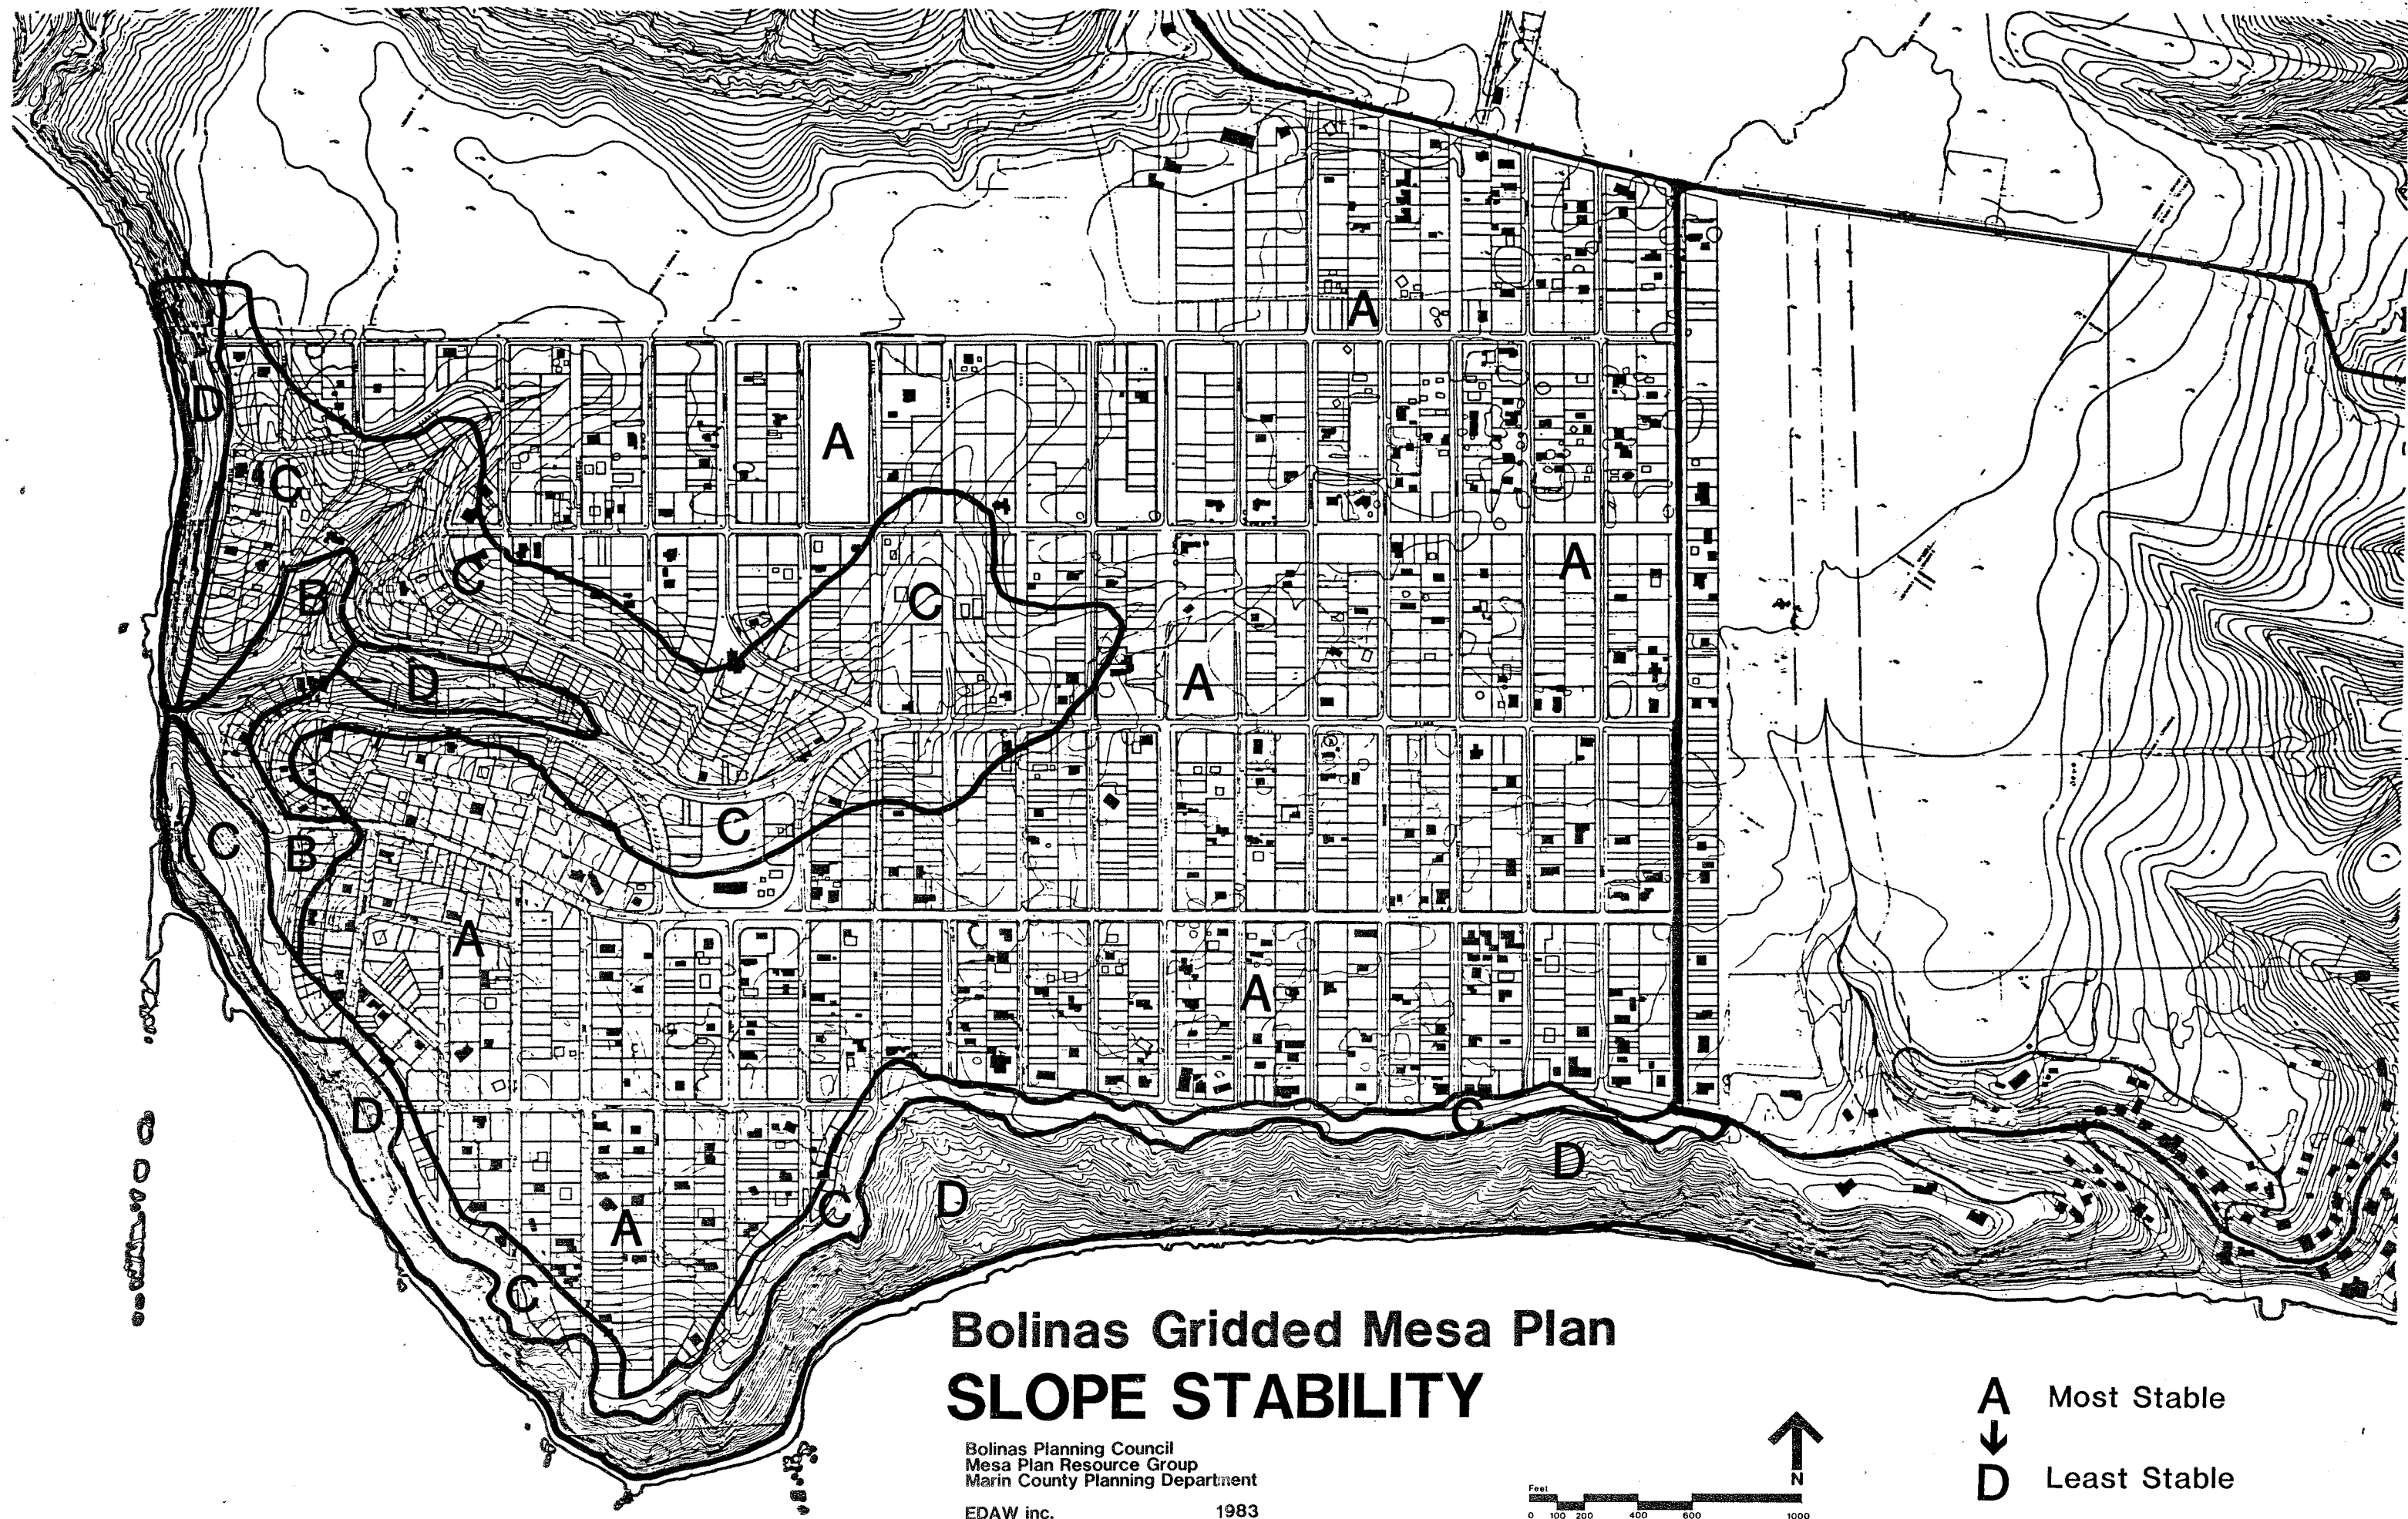 A
D
A
C
A
C
B
C
D
A
C
C
B
A
A
C
D
D
C
D
A
C
Bolinas Gridded Mesa Plan
SLOPE STABILITY
Bolinas Planning Council
Mesa Plan Resource Group
Marin County Planning Department
EDAW inc. 1983
N
Feet
0 100 200 400 600 1000
A Most Stable
D Least Stable